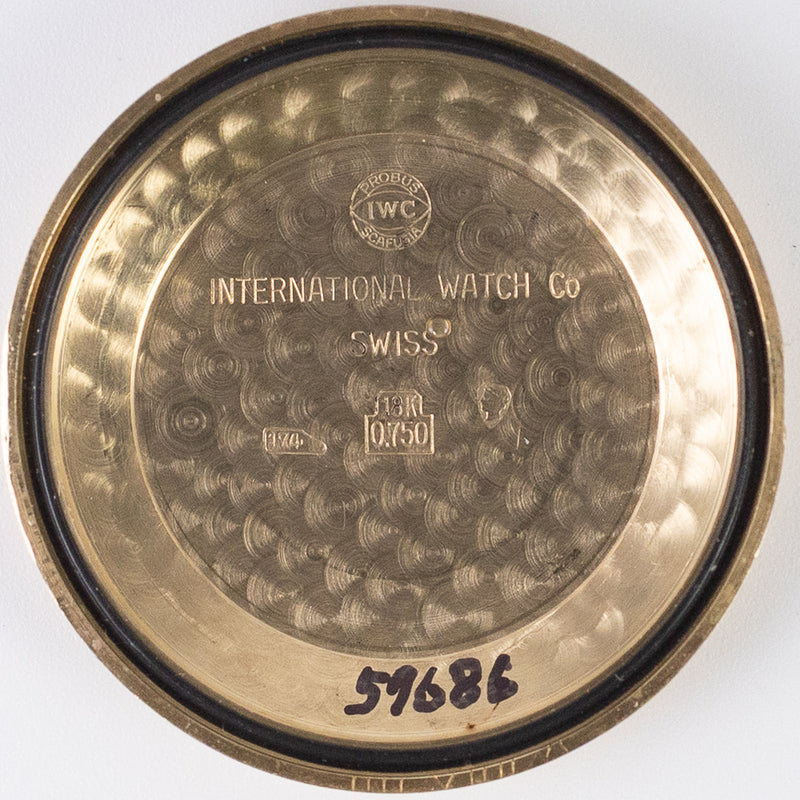 PROBUS
IWC
SCAFUSIA
INTERNATIONAL WATCH Co
SWISS
18K
0.750
59686